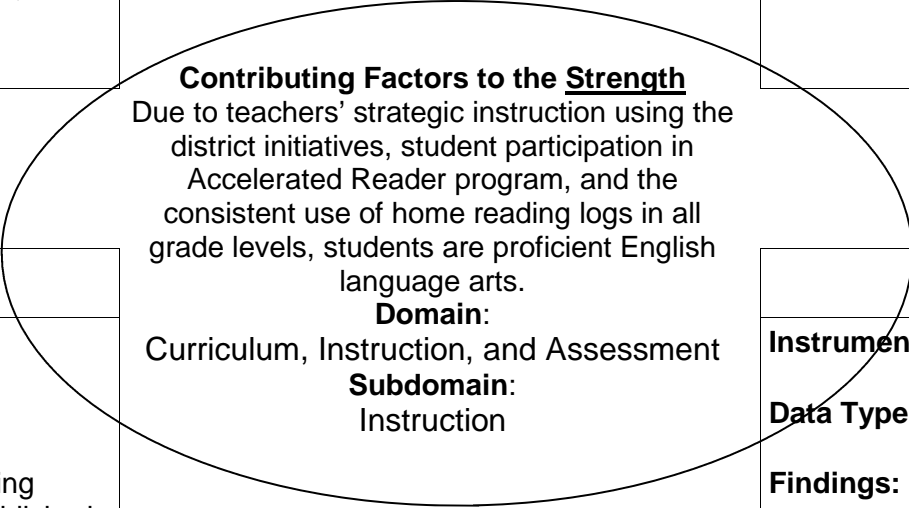 Contributing Factors to the Strength
Due to teachers’ strategic instruction using the
district initiatives, student participation in
Accelerated Reader program, and the
consistent use of home reading logs in all
grade levels, students are proficient English
language arts.
Domain:
Curriculum, Instruction, and Assessment
Subdomain:
Instruction
Data Type
Findings: